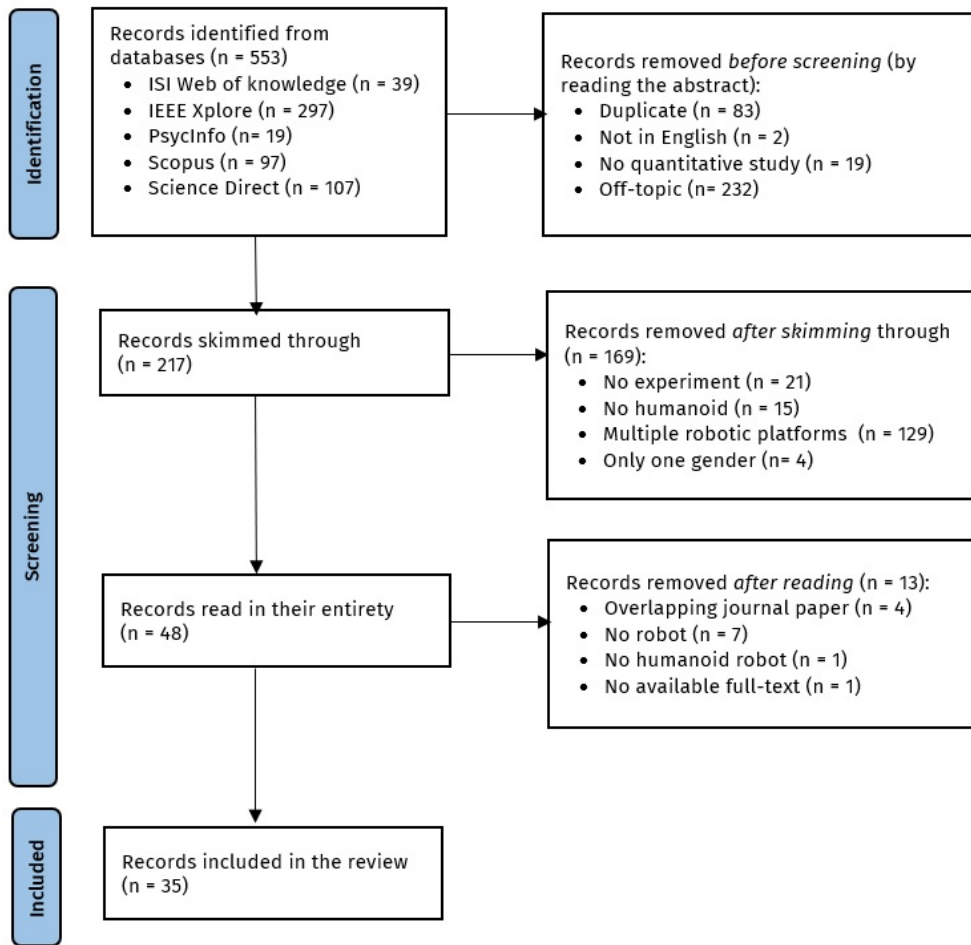 Identification
Records identified from
databases (n = 553)
• ISI Web of knowledge (n = 39)
• IEEE Xplore (n = 297)
• PsycInfo (n= 19)
• Scopus (n = 97)
• Science Direct (n = 107)
Records removed before screening (by
reading the abstract):
• Duplicate (n = 83)
• Not in English (n = 2)
• No quantitative study (n = 19)
• Off-topic (n= 232)
Screening
Records skimmed through
(n = 217)
Records removed after skimming through
(n = 169):
• No experiment (n = 21)
• No humanoid (n = 15)
• Multiple robotic platforms (n = 129)
• Only one gender (n= 4)
Records read in their entirety
(n = 48)
Records removed after reading (n = 13):
• Overlapping journal paper (n = 4)
• No robot (n = 7)
• No humanoid robot (n = 1)
• No available full-text (n = 1)
Included
Records included in the review
(n = 35)